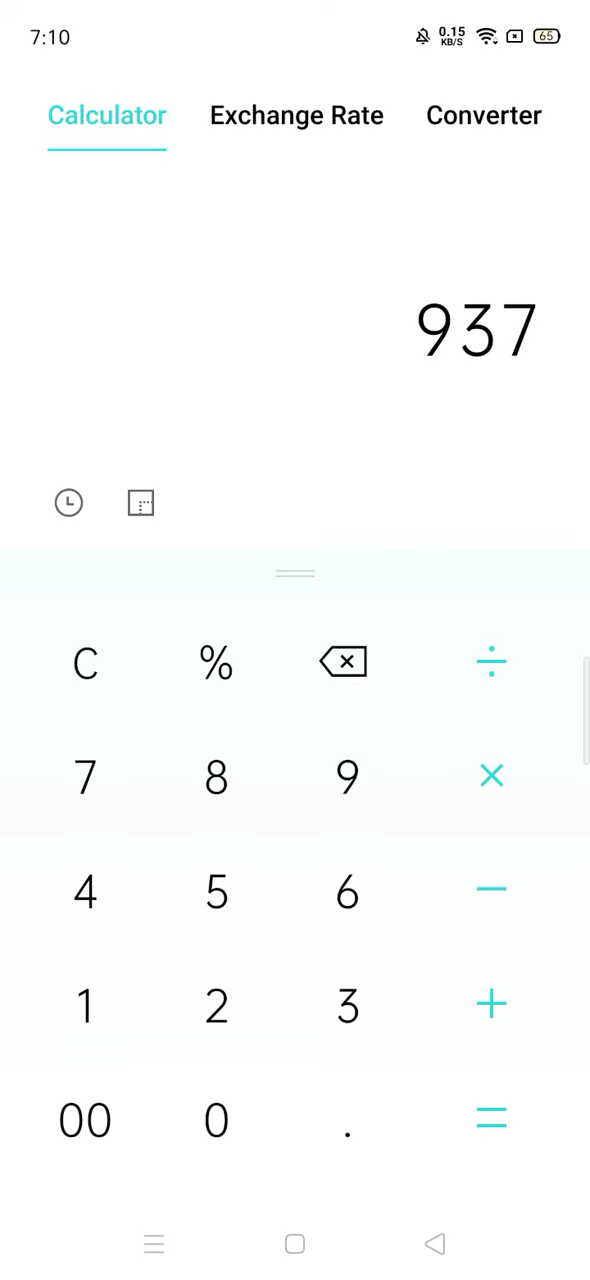 7:10 0.15 KB/S 65
Calculator Exchange Rate Converter
937
C % ÷
7 8 9 ×
4 5 6 −
1 2 3 +
00 0 . =